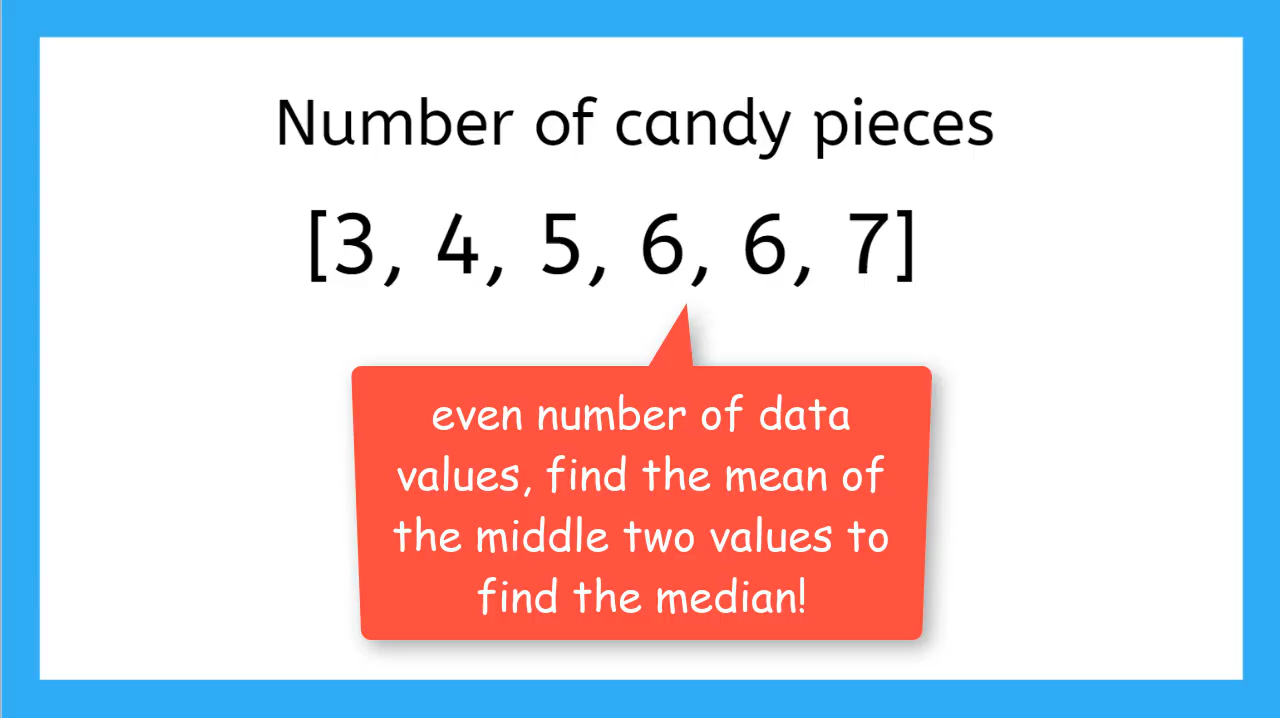 Number of candy pieces
[3, 4, 5, 6, 6, 7]
even number of data
values, find the mean of
the middle two values to
find the median!